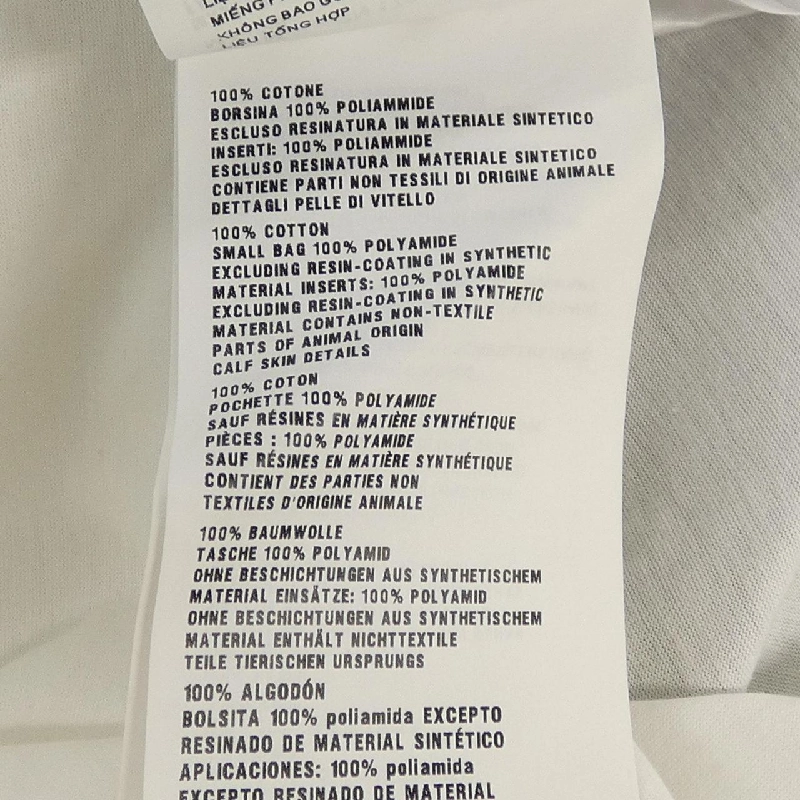 MIẾNG
KHÔNG BAO
LIỆU TỔNG HỢP
100% COTONE
BORSINA 100% POLIAMMIDE
ESCLUSO RESINATURA IN MATERIALE SINTETICO
INSERTI: 100% POLIAMMIDE
ESCLUSO RESINATURA IN MATERIALE SINTETICO
CONTIENE PARTI NON TESSILI DI ORIGINE ANIMALE
DETTAGLI PELLE DI VITELLO
100% COTTON
SMALL BAG 100% POLYAMIDE
EXCLUDING RESIN-COATING IN SYNTHETIC
MATERIAL INSERTS: 100% POLYAMIDE
EXCLUDING RESIN-COATING IN SYNTHETIC
MATERIAL CONTAINS NON-TEXTILE
PARTS OF ANIMAL ORIGIN
CALF SKIN DETAILS
100% COTON
POCHETTE 100% POLYAMIDE
SAUF RÉSINES EN MATIÈRE SYNTHÉTIQUE
PIÈCES : 100% POLYAMIDE
SAUF RÉSINES EN MATIÈRE SYNTHÉTIQUE
CONTIENT DES PARTIES NON
TEXTILES D'ORIGINE ANIMALE
100% BAUMWOLLE
TASCHE 100% POLYAMID
OHNE BESCHICHTUNGEN AUS SYNTHETISCHEM
MATERIAL EINSÄTZE: 100% POLYAMID
OHNE BESCHICHTUNGEN AUS SYNTHETISCHEM
MATERIAL ENTHÄLT NICHTTEXTILE
TEILE TIERISCHEN URSPRUNGS
100% ALGODÓN
BOLSITA 100% poliamida EXCEPTO
RESINADO DE MATERIAL SINTÉTICO
APLICACIONES: 100% poliamida
EXCEPTO RESINADO DE MATERIAL